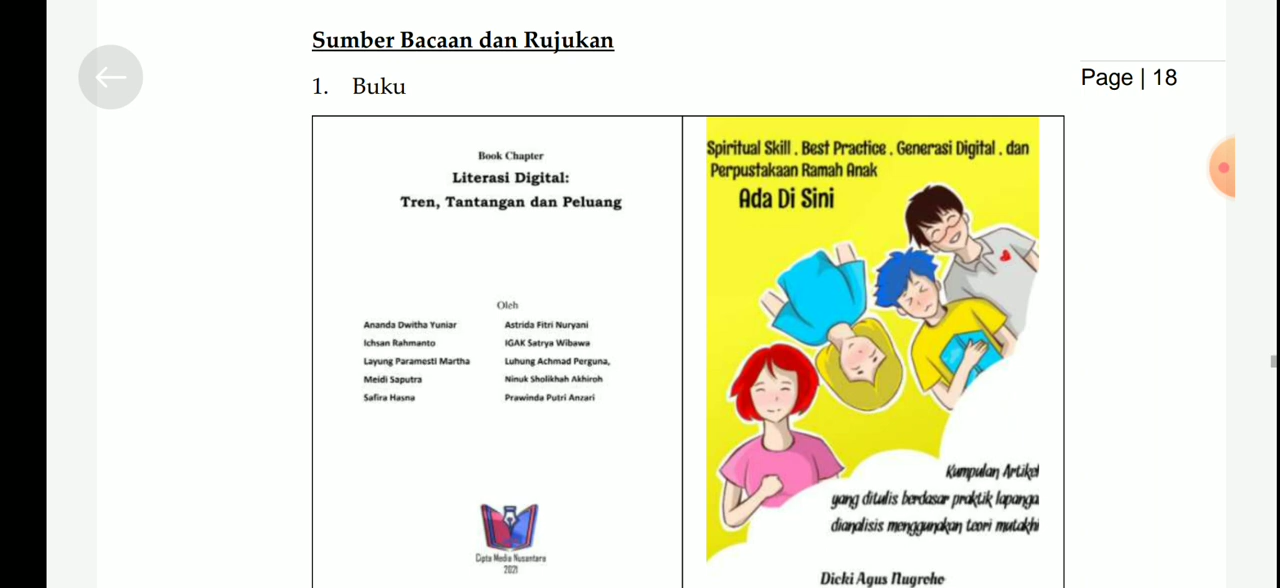 Sumber Bacaan dan Rujukan
Page | 18
1. Buku
Book Chapter
Literasi Digital:
Tren, Tantangan dan Peluang
Oleh
Ananda Dwitha Yuniar
Ichsan Rahmanto
Layung Paramesti Martha
Meidi Saputra
Safira Hasna
Astrida Fitri Nuryani
IGAK Satrya Wibawa
Luhung Achmad Perguna,
Ninuk Sholikhah Akhiroh
Prawinda Putri Anzari
Cipta Media Nusantara
2021
Spiritual Skill , Best Practice , Generasi Digital , dan
Perpustakaan Ramah Anak
Ada Di Sini
Kumpulan Artikel
yang ditulis berdasar praktik lapanga
dianalisis menggunakan teori mutakhi
Dicki Agus Nugroho